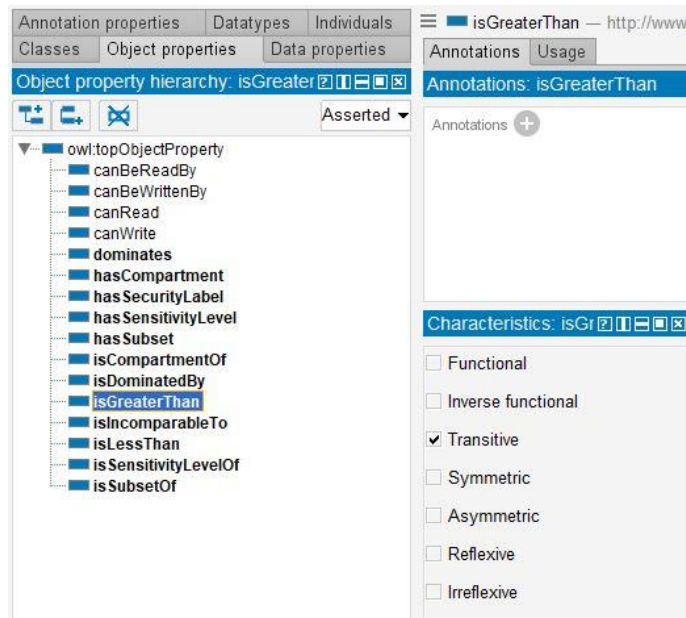 Annotation properties Datatypes Individuals
Classes Object properties Data properties
Object property hierarchy: isGreater
Asserted
owl:topObjectProperty
canBeReadBy
canBeWrittenBy
canRead
canWrite
dominates
hasCompartment
hasSecurityLabel
hasSensitivityLevel
hasSubset
isCompartmentOf
isDominatedBy
isGreaterThan
isIncomparableTo
isLessThan
isSensitivityLevelOf
isSubsetOf
isGreaterThan — http://www
Annotations Usage
Annotations: isGreaterThan
Annotations
Characteristics: isGr
Functional
Inverse functional
Transitive
Symmetric
Asymmetric
Reflexive
Irreflexive